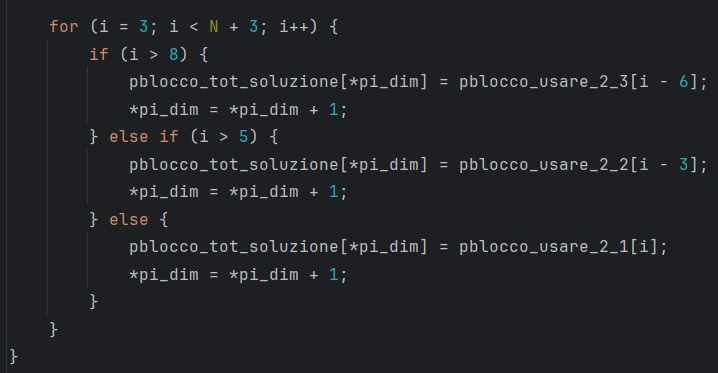 for (i = 3; i < N + 3; i++) {
if (i > 8) {
pblocco_tot_soluzione[*pi_dim] = pblocco_usare_2_3[i - 6];
*pi_dim = *pi_dim + 1;
} else if (i > 5) {
pblocco_tot_soluzione[*pi_dim] = pblocco_usare_2_2[i - 3];
*pi_dim = *pi_dim + 1;
} else {
pblocco_tot_soluzione[*pi_dim] = pblocco_usare_2_1[i];
*pi_dim = *pi_dim + 1;
}
}
}